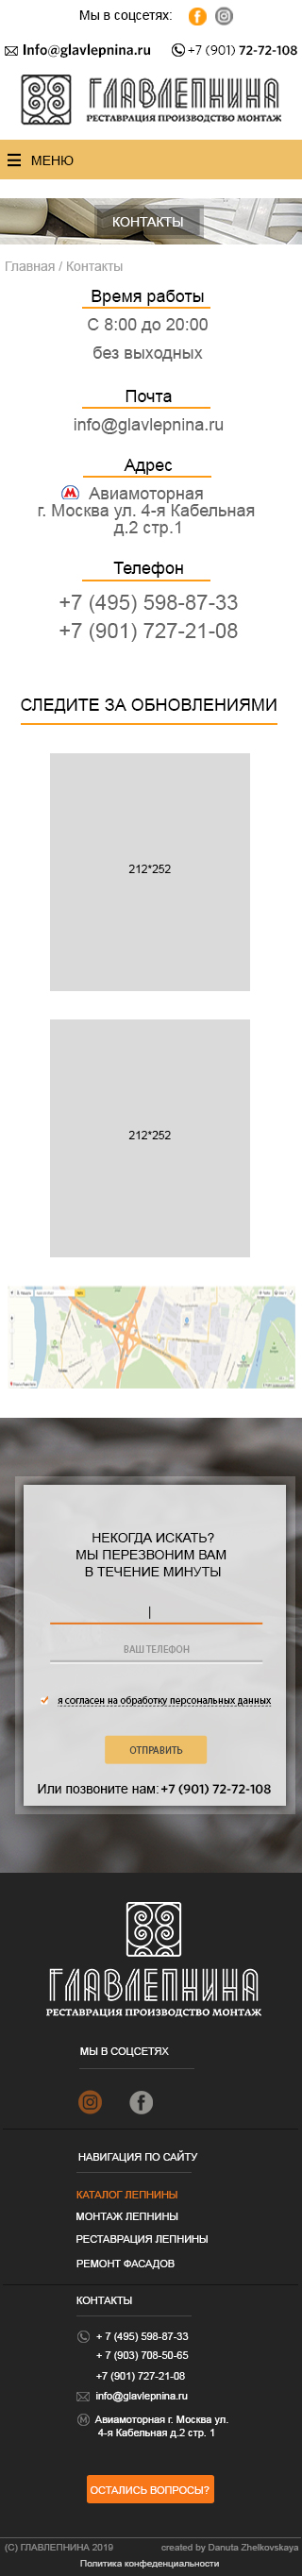 Мы в соцсетях:
Info@glavlepnina.ru +7 (901) 72-72-108
ГЛАВЛЕПНИНА
РЕСТАВРАЦИЯ ПРОИЗВОДСТВО МОНТАЖ
МЕНЮ
КОНТАКТЫ
Главная / Контакты
Время работы
С 8:00 до 20:00
без выходных
Почта
info@glavlepnina.ru
Адрес
Авиамоторная
г. Москва ул. 4-я Кабельная
д.2 стр.1
Телефон
+7 (495) 598-87-33
+7 (901) 727-21-08
СЛЕДИТЕ ЗА ОБНОВЛЕНИЯМИ
212*252
212*252
НЕКОГДА ИСКАТЬ?
МЫ ПЕРЕЗВОНИМ ВАМ
В ТЕЧЕНИЕ МИНУТЫ
ВАШ ТЕЛЕФОН
я согласен на обработку персональных данных
ОТПРАВИТЬ
Или позвоните нам:+7 (901) 72-72-108
ГЛАВЛЕПНИНА
РЕСТАВРАЦИЯ ПРОИЗВОДСТВО МОНТАЖ
МЫ В СОЦСЕТЯХ
НАВИГАЦИЯ ПО САЙТУ
КАТАЛОГ ЛЕПНИНЫ
МОНТАЖ ЛЕПНИНЫ
РЕСТАВРАЦИЯ ЛЕПНИНЫ
РЕМОНТ ФАСАДОВ
КОНТАКТЫ
+ 7 (495) 598-87-33
+ 7 (903) 708-50-65
+7 (901) 727-21-08
info@glavlepnina.ru
Авиамоторная г. Москва ул.
4-я Кабельная д.2 стр. 1
ОСТАЛИСЬ ВОПРОСЫ?
(C) ГЛАВЛЕПНИНА 2019 created by Danuta Zhelkovskaya
Политика конфеденциальности